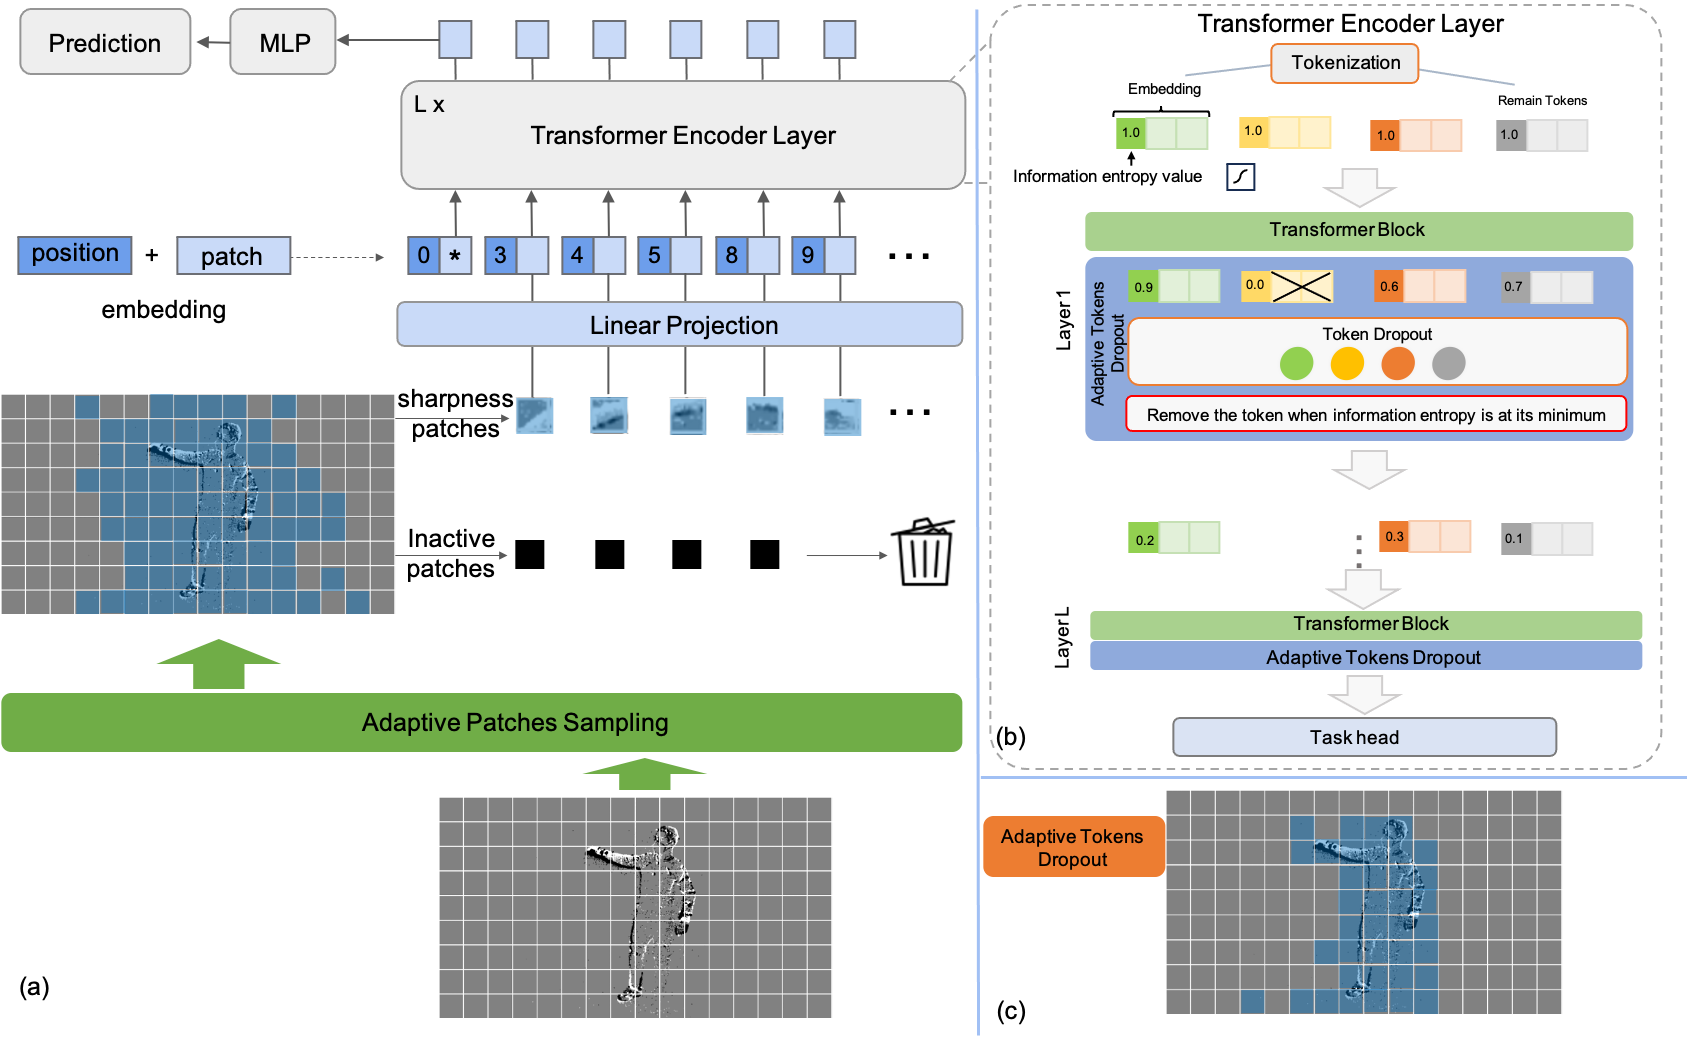 Prediction
MLP
L x
Transformer Encoder Layer
position
+
patch
embedding
0
*
3
4
5
8
9
...
Linear Projection
sharpness
patches
...
Inactive
patches
Adaptive Patches Sampling
(a)
Transformer Encoder Layer
Tokenization
Embedding
Remain Tokens
1.0
1.0
1.0
1.0
Information entropy value
Transformer Block
Layer 1
Adaptive Tokens
Dropout
0.9
0.0
0.6
0.7
Token Dropout
Remove the token when information entropy is at its minimum
0.2
0.3
0.1
Layer L
Transformer Block
Adaptive Tokens Dropout
Task head
(b)
Adaptive Tokens
Dropout
(c)